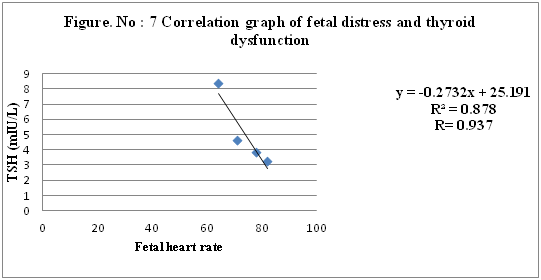 Figure. No : 7 Correlation graph of fetal distress and thyroid
dysfunction
y = -0.2732x + 25.191
R² = 0.878
R= 0.937
TSH (mIU/L)
9
8
7
6
5
4
3
2
1
0
0 20 40 60 80 100
Fetal heart rate